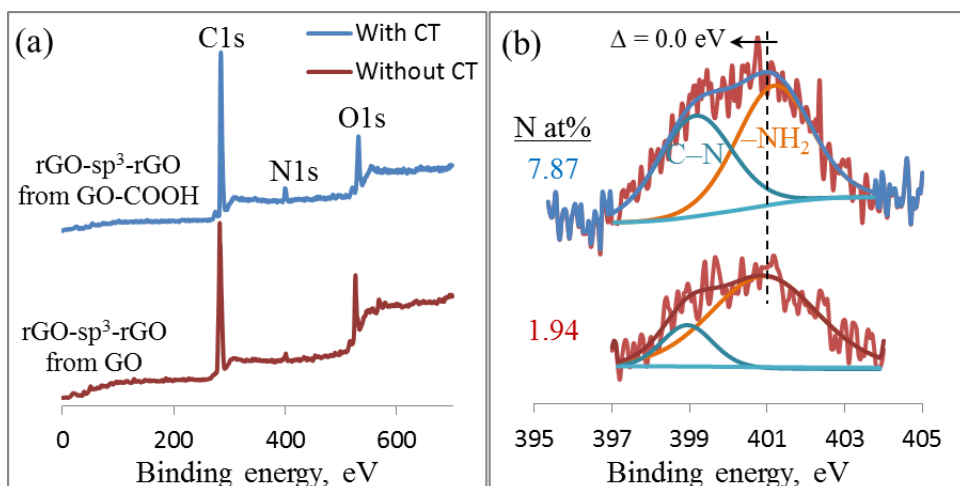 (a)
C1s
With CT
Without CT
O1s
N1s
rGO-sp³-rGO
from GO-COOH
rGO-sp³-rGO
from GO
0 200 400 600
Binding energy, eV
(b)
Δ = 0.0 eV
N at%
7.87
C–N
–NH₂
1.94
395 397 399 401 403 405
Binding energy, eV